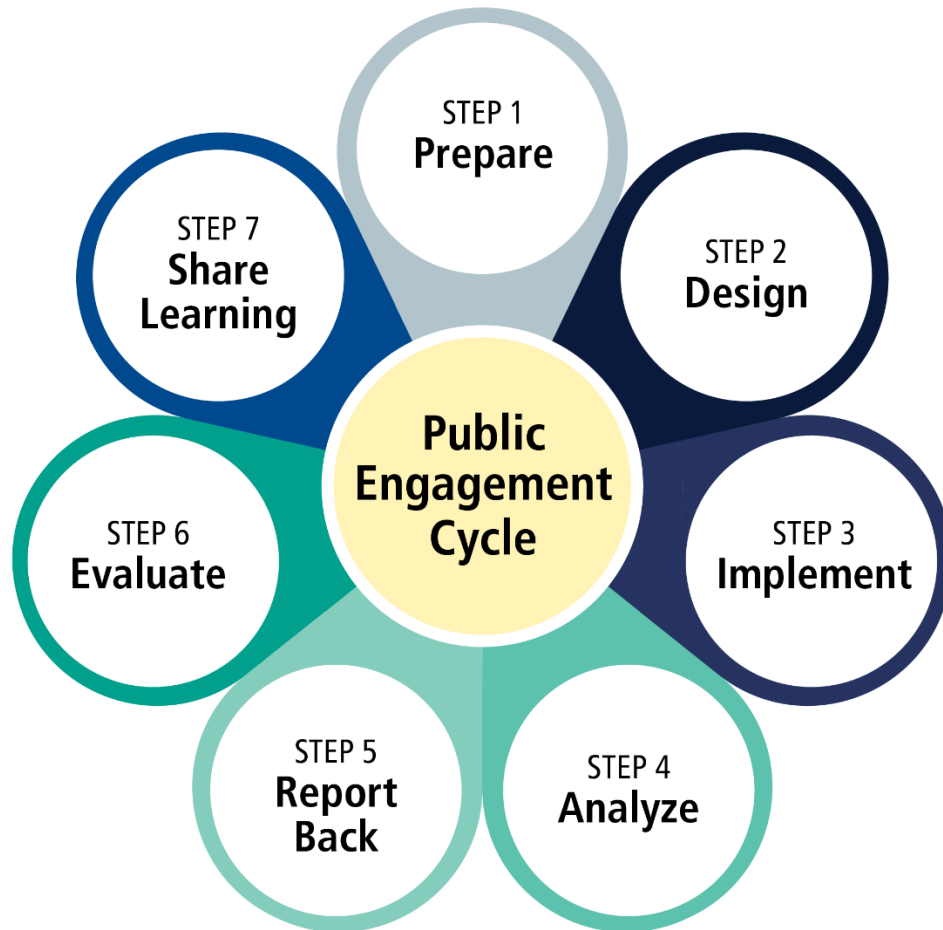 STEP 1
Prepare
STEP 2
Design
STEP 3
Implement
STEP 4
Analyze
STEP 5
Report
Back
STEP 6
Evaluate
STEP 7
Share
Learning
Public
Engagement
Cycle